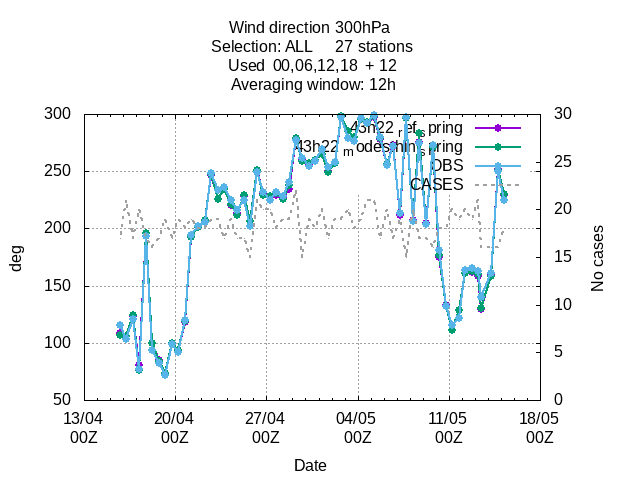 Wind direction 300hPa
Selection: ALL 27 stations
Used 00,06,12,18 + 12
Averaging window: 12h
300
250
200
150
100
50
deg
30
25
20
15
10
5
0
No cases
43h22_ref_spring
43h22_modeshin_spring
OBS
CASES
13/04 20/04 27/04 04/05 11/05 18/05
00Z 00Z 00Z 00Z 00Z 00Z
Date